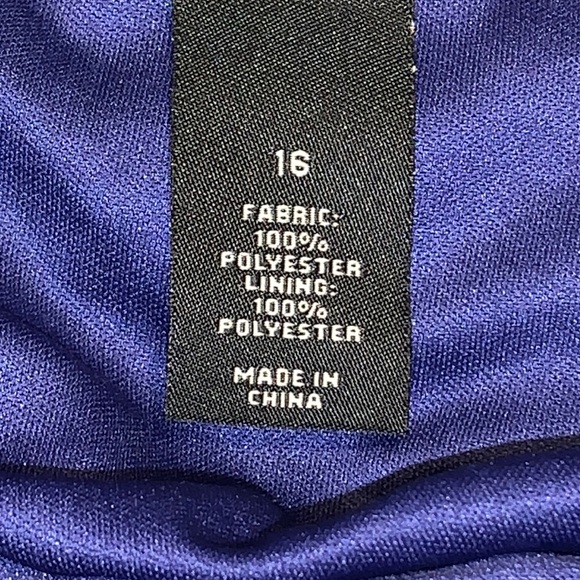 16
FABRIC:
100%
POLYESTER
LINING:
100%
POLYESTER
MADE IN
CHINA